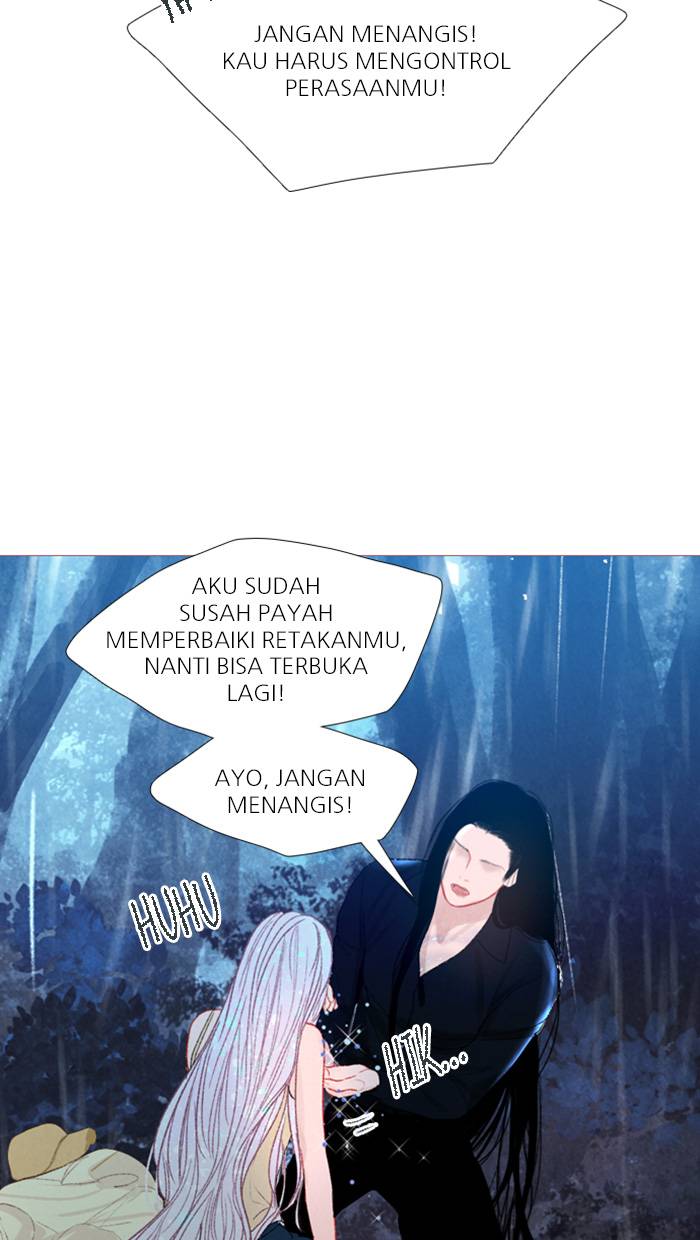 JANGAN MENANGIS!
KAU HARUS MENGONTROL
PERASAANMU!
AKU SUDAH
SUSAH PAYAH
MEMPERBAIKI RETAKANMU,
NANTI BISA TERBUKA
LAGI!
AYO, JANGAN
MENANGIS!
HUHU
HIK...